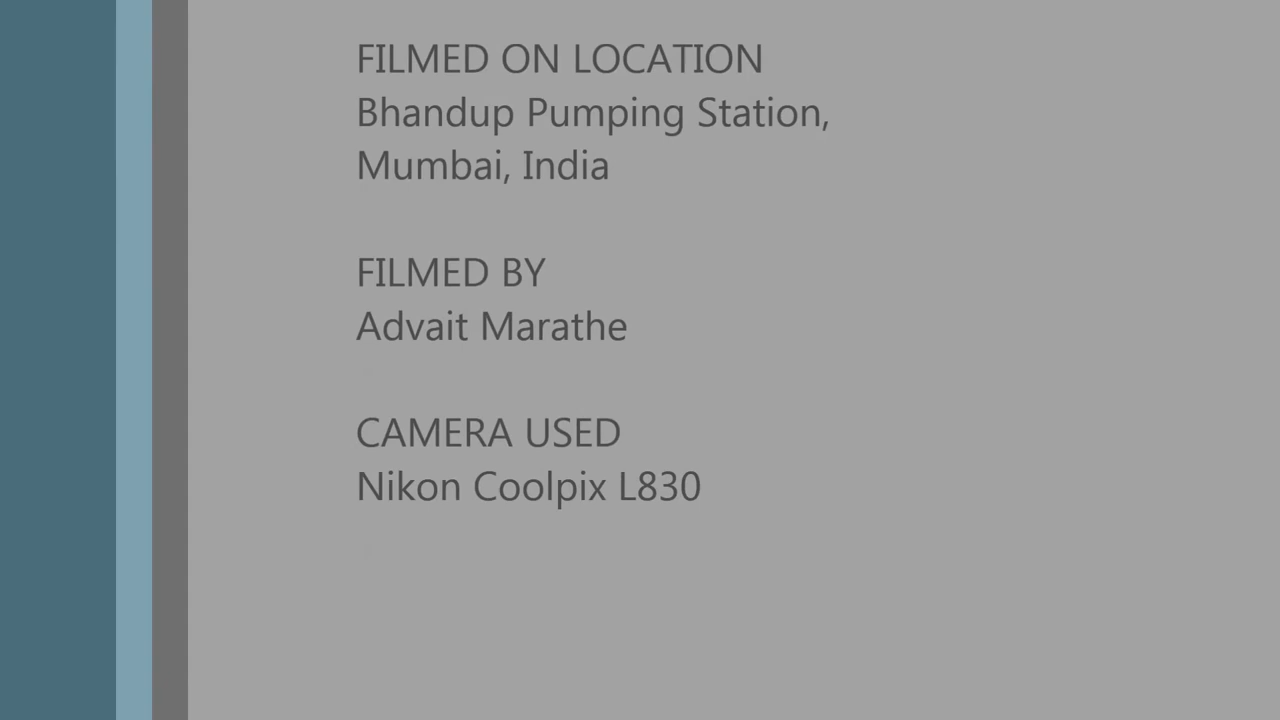 FILMED ON LOCATION
Bhandup Pumping Station,
Mumbai, India
FILMED BY
Advait Marathe
CAMERA USED
Nikon Coolpix L830